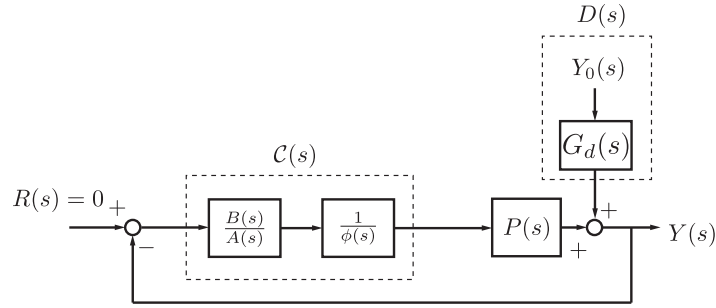 D(s)
Y_0(s)
G_d(s)
C(s)
R(s) = 0
+
−
B(s)
A(s)
1
ϕ(s)
P(s)
+
+
Y(s)